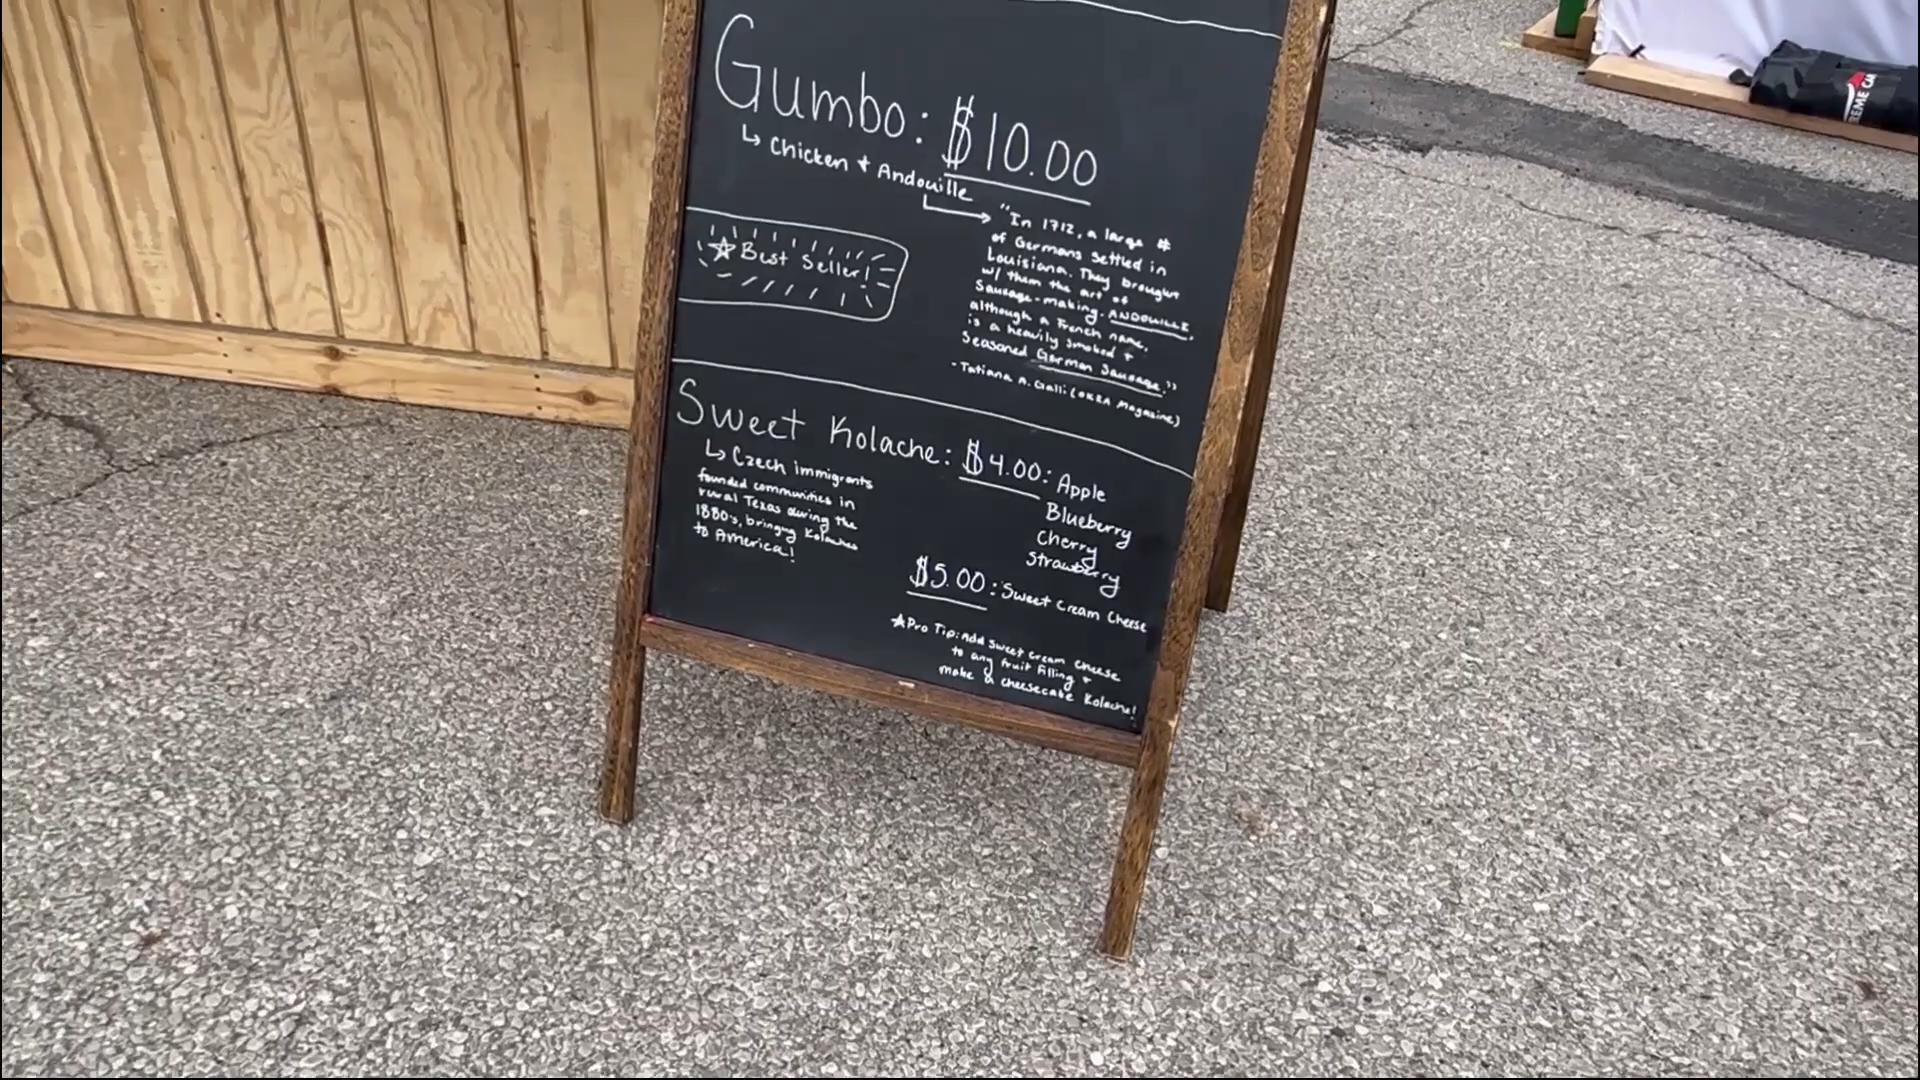 Gumbo: $10.00
↳ Chicken + Andouille
"In 1712, a large #
of Germans settled in
Louisiana. They brought
w/ them the art of
Sausage-making. ANDOUILLE,
although a French name,
is a heavily smoked +
Seasoned German Sausage."
- Tatiana A. Galli (OKRA Magazine)
☆ Best Seller!
Sweet Kolache: $4.00: Apple
Blueberry
Cherry
Strawberry
↳ Czech immigrants
founded communities in
rural Texas during the
1880's, bringing Kolaches
to America!
$5.00: Sweet Cream Cheese
☆Pro Tip: Add Sweet Cream Cheese
to any fruit filling +
make a cheesecake Kolache!